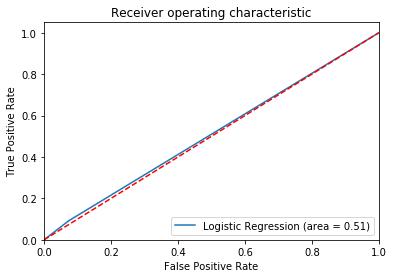 Receiver operating characteristic
True Positive Rate
1.0
0.8
0.6
0.4
0.2
0.0
Logistic Regression (area = 0.51)
0.0 0.2 0.4 0.6 0.8 1.0
False Positive Rate